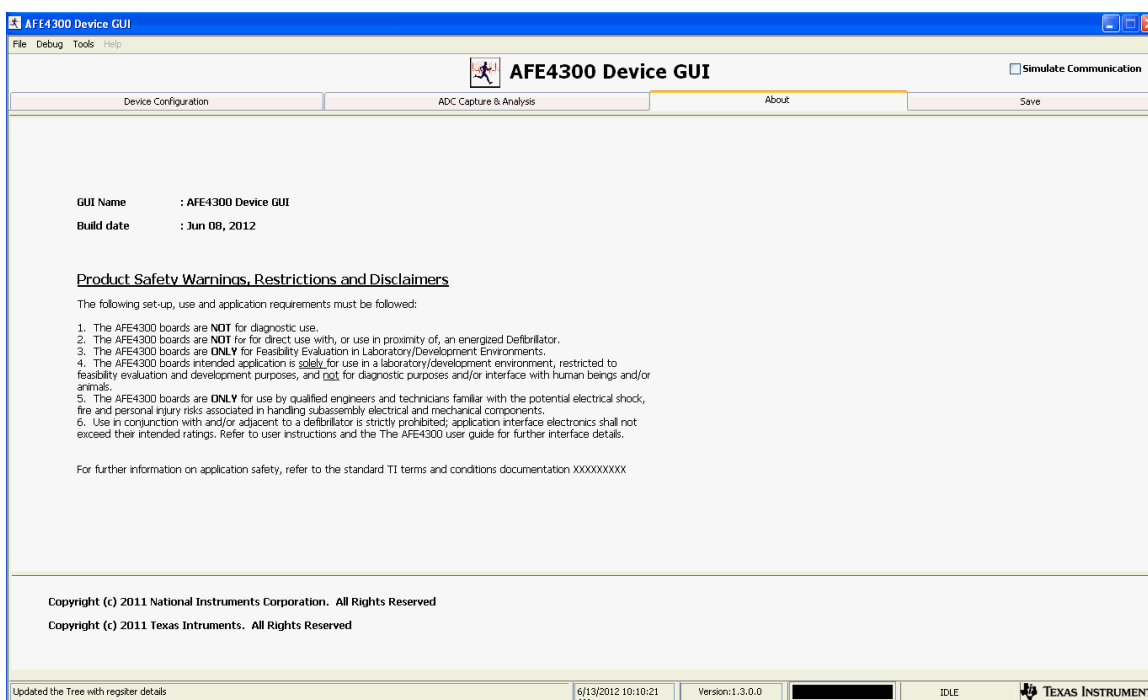 AFE4300 Device GUI
File Debug Tools Help
AFE4300 Device GUI
Simulate Communication
Device Configuration
ADC Capture & Analysis
About
Save
GUI Name : AFE4300 Device GUI
Build date : Jun 08, 2012
Product Safety Warnings, Restrictions and Disclaimers
The following set-up, use and application requirements must be followed:
1. The AFE4300 boards are NOT for diagnostic use.
2. The AFE4300 boards are NOT for for direct use with, or use in proximity of, an energized Defibrillator.
3. The AFE4300 boards are ONLY for Feasibility Evaluation in Laboratory/Development Environments.
4. The AFE4300 boards intended application is solely for use in a laboratory/development environment, restricted to
feasibility evaluation and development purposes, and not for diagnostic purposes and/or interface with human beings and/or
animals.
5. The AFE4300 boards are ONLY for use by qualified engineers and technicians familiar with the potential electrical shock,
fire and personal injury risks associated in handling subassembly electrical and mechanical components.
6. Use in conjunction with and/or adjacent to a defibrillator is strictly prohibited; application interface electronics shall not
exceed their intended ratings. Refer to user instructions and the The AFE4300 user guide for further interface details.
For further information on application safety, refer to the standard TI terms and conditions documentation XXXXXXXXX
Copyright (c) 2011 National Instruments Corporation. All Rights Reserved
Copyright (c) 2011 Texas Intruments. All Rights Reserved
Updated the Tree with regsiter details
6/13/2012 10:10:21
Version:1.3.0.0
IDLE
TEXAS INSTRUMEN